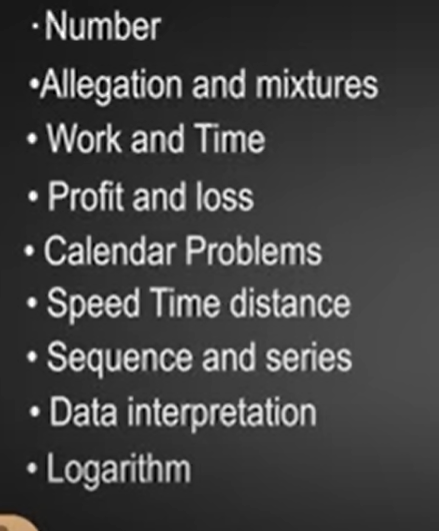 ·Number
•Allegation and mixtures
• Work and Time
• Profit and loss
• Calendar Problems
• Speed Time distance
• Sequence and series
• Data interpretation
• Logarithm